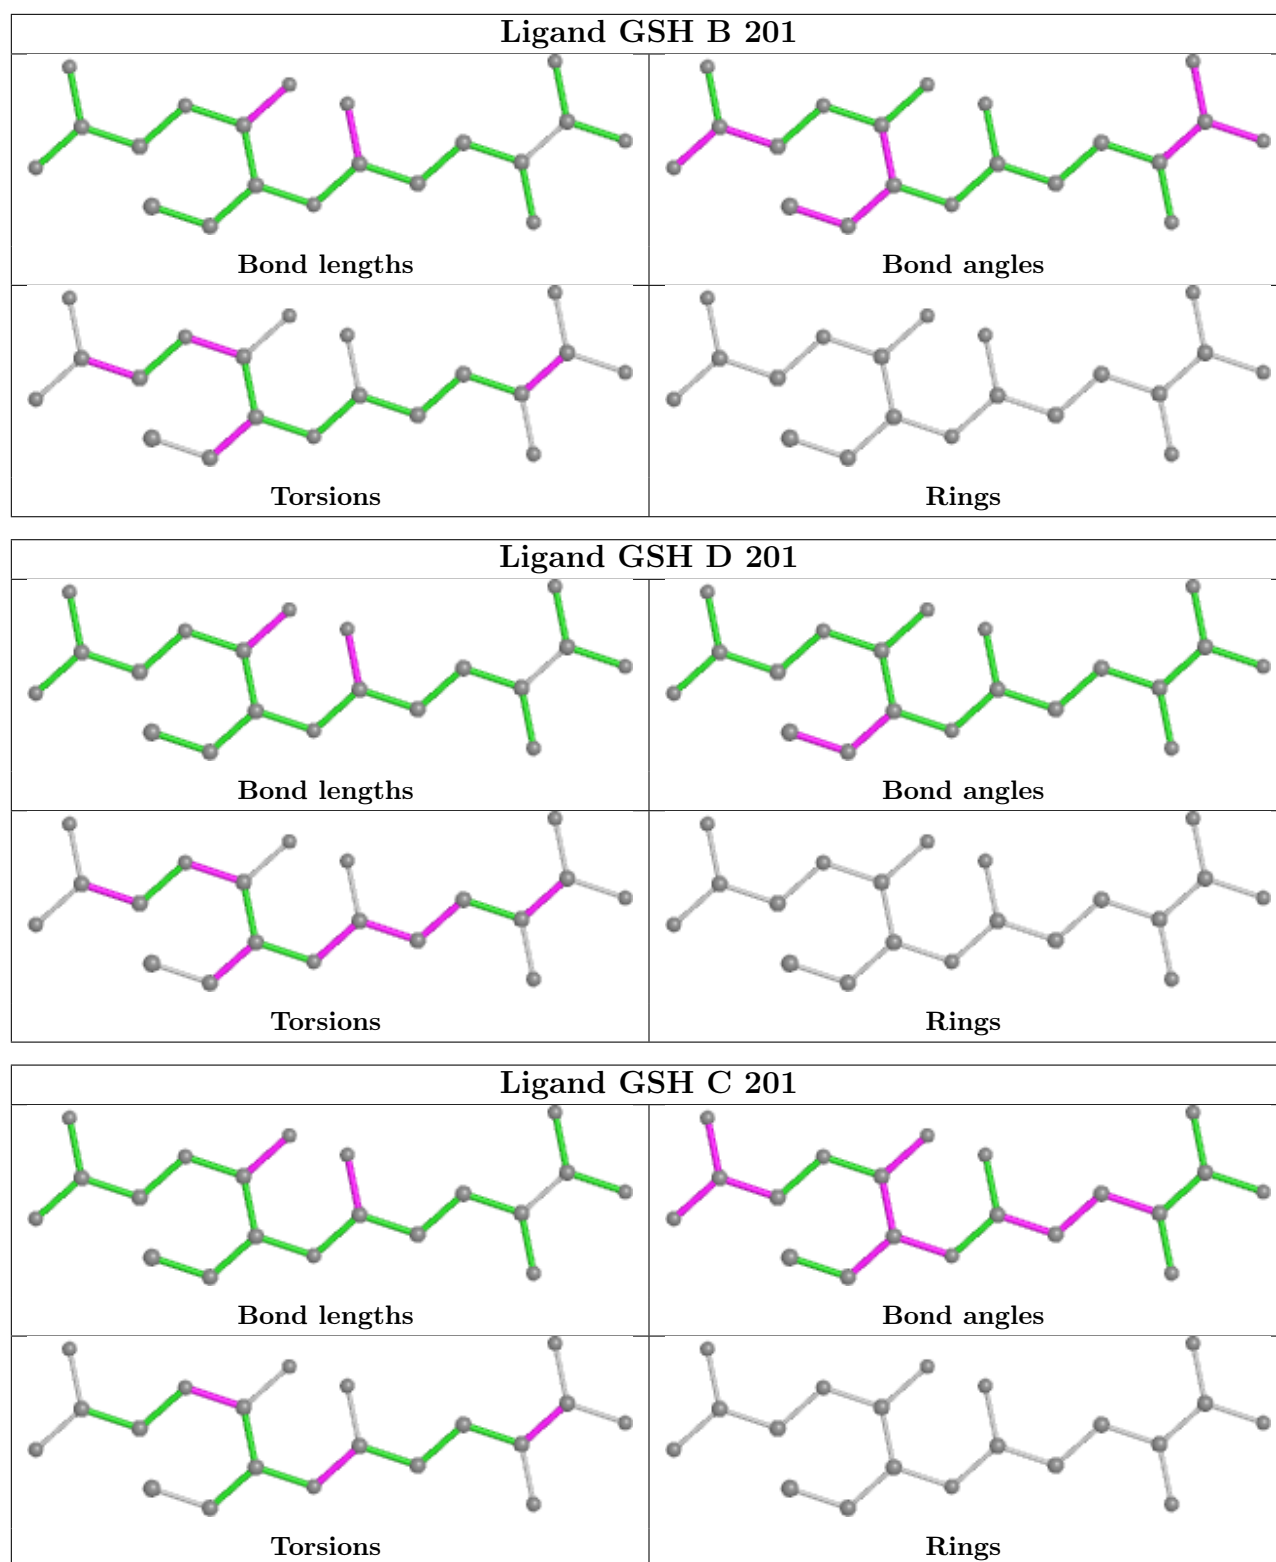 Ligand GSH B 201
Bond lengths
Bond angles
Torsions
Rings
Ligand GSH D 201
Bond lengths
Bond angles
Torsions
Rings
Ligand GSH C 201
Bond lengths
Bond angles
Torsions
Rings